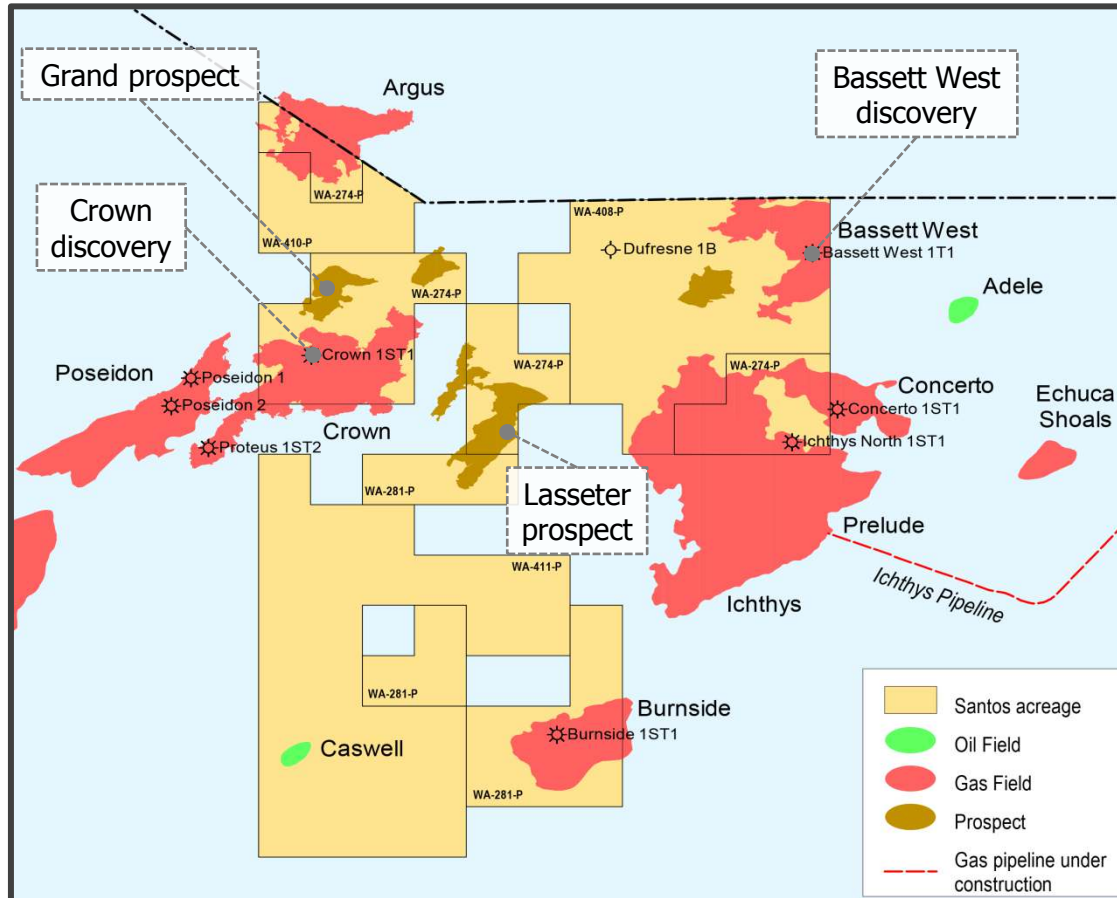 Grand prospect
Argus
Bassett West
discovery
Crown
discovery
WA-274-P
WA-410-P
WA-408-P
Dufresne 1B
Bassett West
Bassett West 1T1
WA-274-P
Adele
Poseidon
Poseidon 1
Poseidon 2
Proteus 1ST2
Crown 1ST1
Crown
WA-274-P
WA-274-P
Concerto
Concerto 1ST1
Ichthys North 1ST1
Echuca
Shoals
WA-281-P
Lasseter
prospect
Prelude
Ichthys Pipeline
Ichthys
WA-411-P
WA-281-P
Burnside
Burnside 1ST1
Caswell
WA-281-P
Santos acreage
Oil Field
Gas Field
Prospect
Gas pipeline under
construction